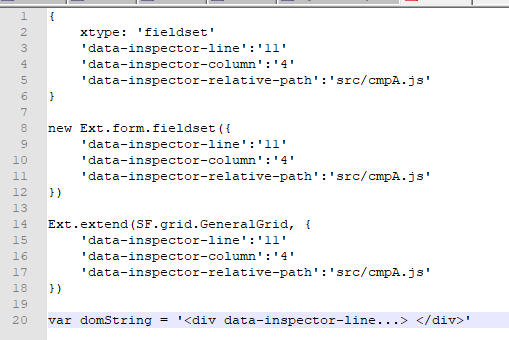 1 {
2     xtype: 'fieldset'
3     'data-inspector-line':'11'
4     'data-inspector-column':'4'
5     'data-inspector-relative-path':'src/cmpA.js'
6 }
7
8 new Ext.form.fieldset({
9     'data-inspector-line':'11'
10     'data-inspector-column':'4'
11     'data-inspector-relative-path':'src/cmpA.js'
12 })
13
14 Ext.extend(SF.grid.GeneralGrid, {
15     'data-inspector-line':'11'
16     'data-inspector-column':'4'
17     'data-inspector-relative-path':'src/cmpA.js'
18 })
19
20 var domString = '<div data-inspector-line...> </div>'